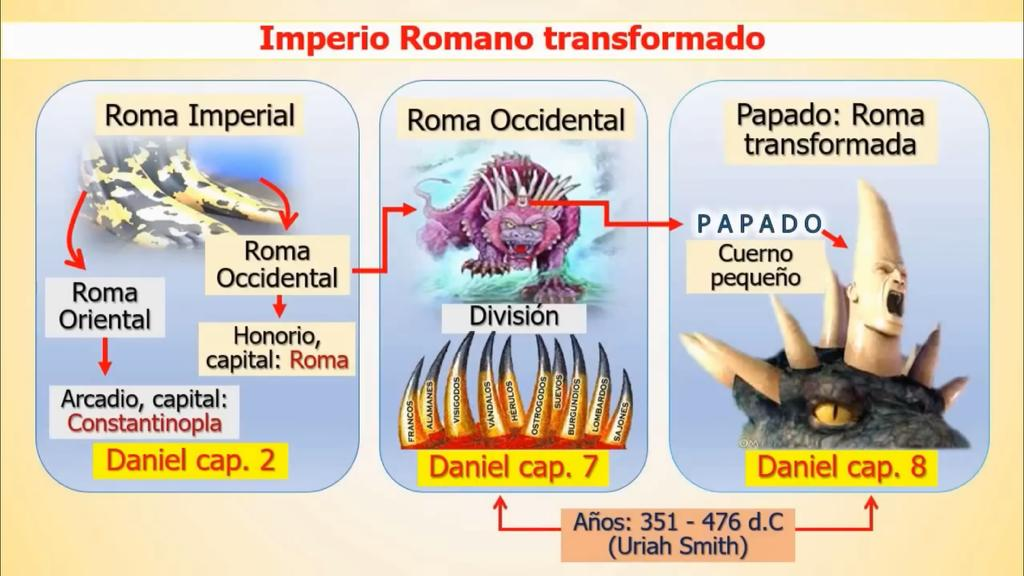 Imperio Romano transformado
Roma Imperial
Roma
Oriental
Arcadio, capital:
Constantinopla
Roma
Occidental
Honorio,
capital: Roma
Daniel cap. 2
Roma Occidental
División
FRANCOS
ALAMANES
VISIGODOS
VÁNDALOS
HÉRULOS
OSTROGODOS
SUEVOS
BURGUNDIOS
LOMBARDOS
SAJONES
Daniel cap. 7
Papado: Roma
transformada
PAPADO
Cuerno
pequeño
Daniel cap. 8
Años: 351 - 476 d.C
(Uriah Smith)